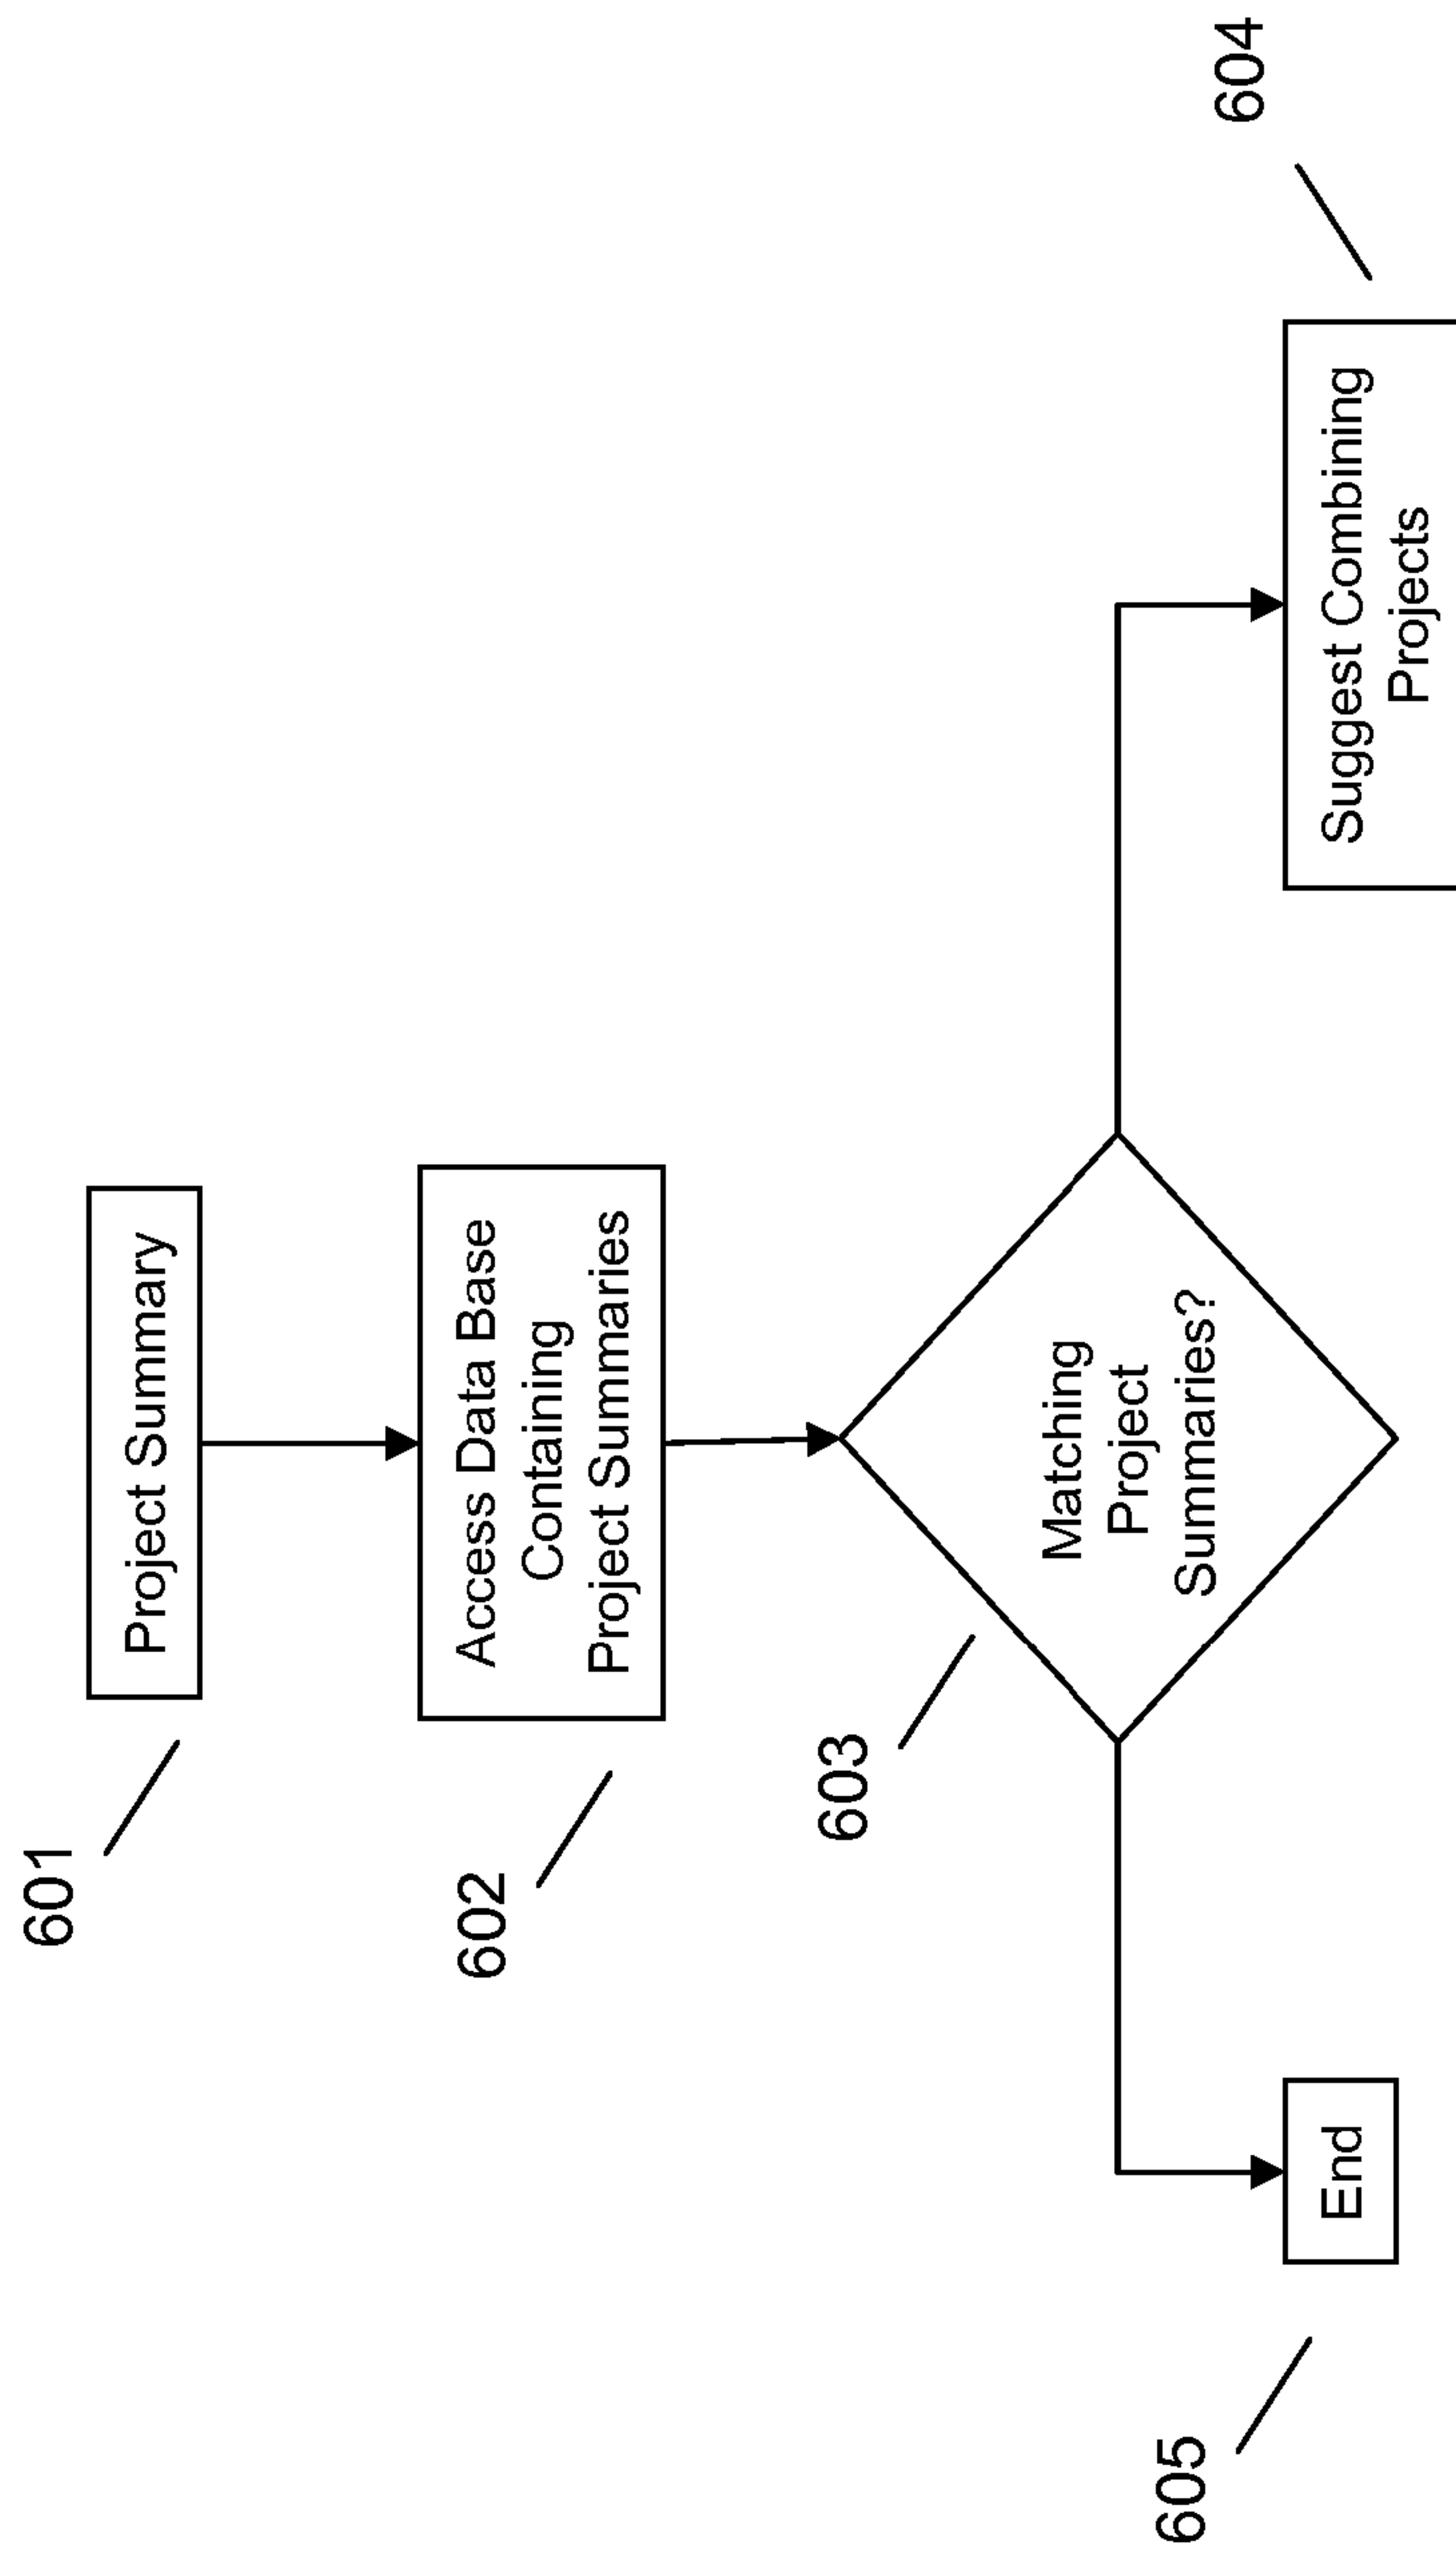 601
Project Summary
602
Access Data Base
Containing
Project Summaries
603
Matching
Project
Summaries?
604
Suggest Combining
Projects
605
End